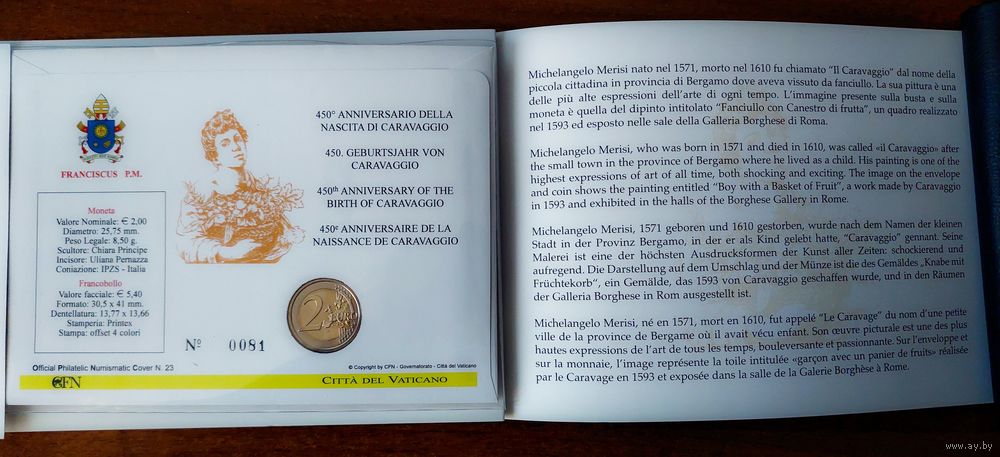 FRANCISCUS P.M.
Moneta
Valore Nominale: € 2,00
Diametro: 25,75 mm.
Peso Legale: 8,50 g.
Scultore: Chiara Principe
Incisore: Uliana Pernazza
Coniazione: IPZS - Italia
Francobollo
Valore facciale: € 5,40
Formato: 30,5 x 41 mm.
Dentellatura: 13,77 x 13,66
Stamperia: Printex
Stampa: offset 4 colori
450° ANNIVERSARIO DELLA
NASCITA DI CARAVAGGIO
450. GEBURTSJAHR VON
CARAVAGGIO
450th ANNIVERSARY OF THE
BIRTH OF CARAVAGGIO
450e ANNIVERSAIRE DE LA
NAISSANCE DE CARAVAGGIO
2 EURO
N° 0081
Official Philatelic Numismatic Cover N. 23
© Copyright by CFN - Governatorato - Città del Vaticano
CFN
CITTÀ DEL VATICANO
Michelangelo Merisi nato nel 1571, morto nel 1610 fu chiamato “Il Caravaggio” dal nome della
piccola cittadina in provincia di Bergamo dove aveva vissuto da fanciullo. La sua pittura è una
delle più alte espressioni dell’arte di ogni tempo. L’immagine presente sulla busta e sulla
moneta è quella del dipinto intitolato “Fanciullo con Canestro di frutta”, un quadro realizzato
nel 1593 ed esposto nelle sale della Galleria Borghese di Roma.
Michelangelo Merisi, who was born in 1571 and died in 1610, was called «il Caravaggio» after
the small town in the province of Bergamo where he lived as a child. His painting is one of the
highest expressions of art of all time, both shocking and exciting. The image on the envelope
and coin shows the painting entitled “Boy with a Basket of Fruit”, a work made by Caravaggio
in 1593 and exhibited in the halls of the Borghese Gallery in Rome.
Michelangelo Merisi, 1571 geboren und 1610 gestorben, wurde nach dem Namen der kleinen
Stadt in der Provinz Bergamo, in der er als Kind gelebt hatte, “Caravaggio” gennant. Seine
Malerei ist eine der höchsten Ausdrucksformen der Kunst aller Zeiten: schockierend und
aufregend. Die Darstellung auf dem Umschlag und der Münze ist die des Gemäldes „Knabe mit
Früchtekorb“, ein Gemälde, das 1593 von Caravaggio geschaffen wurde, und in den Räumen
der Galleria Borghese in Rom ausgestellt ist.
Michelangelo Merisi, né en 1571, mort en 1610, fut appelé “Le Caravage” du nom d’une petite
ville de la province de Bergame où il avait vécu enfant. Son œuvre picturale est une des plus
hautes expressions de l’art de tous les temps, bouleversante et passionnante. Sur l’enveloppe et
sur la monnaie, l’image représente la toile intitulée «garçon avec un panier de fruits» réalisée
par le Caravage en 1593 et exposée dans la salle de la Galerie Borghèse à Rome.
www.ay.by